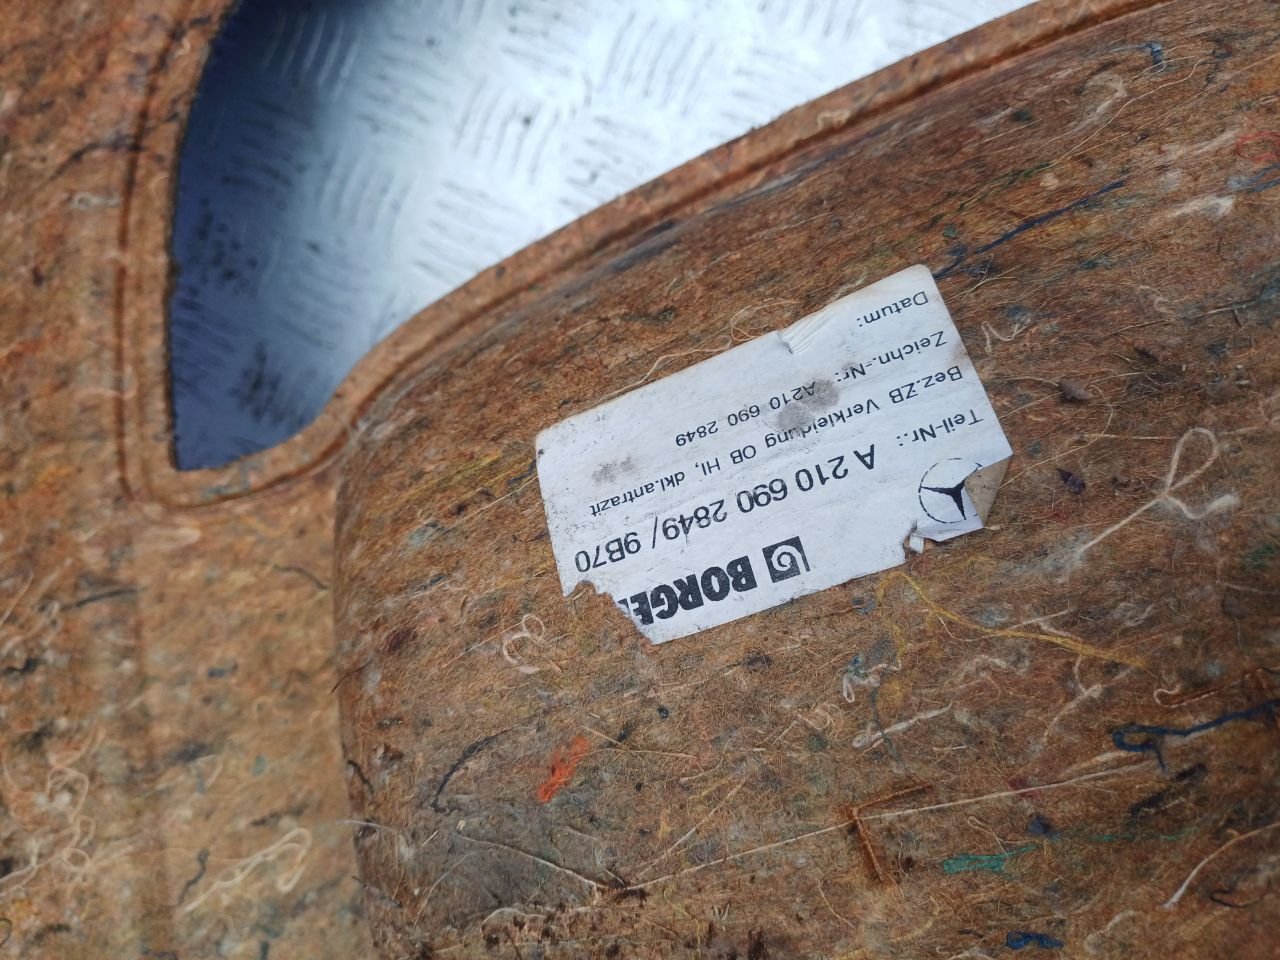 BORGE
Teil-Nr.: A 210 690 2849/ 9B70
Bez.ZB Verkleidung OB HI, dkl.antrazit
Zeichn.-Nr: A210 690 2849
Datum: